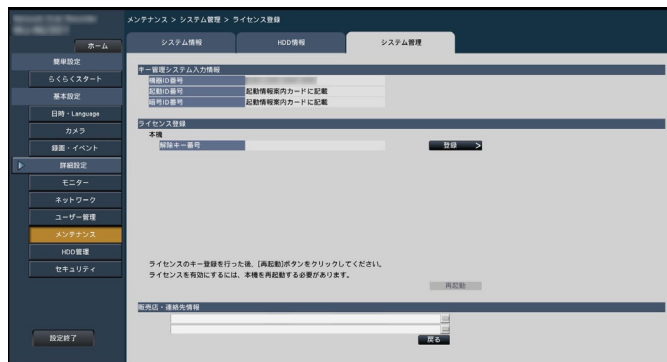 メンテナンス > システム管理 > ライセンス登録
ホーム
システム情報
HDD情報
システム管理
簡単設定
らくらくスタート
基本設定
日時・Language
カメラ
録画・イベント
詳細設定
モニター
ネットワーク
ユーザー管理
メンテナンス
HDD管理
セキュリティ
設定終了
キー管理システム入力情報
機器ID番号
起動ID番号 起動情報案内カードに記載
暗号ID番号 起動情報案内カードに記載
ライセンス登録
本機
解除キー番号
登録 >
ライセンスのキー登録を行った後、[再起動]ボタンをクリックしてください。
ライセンスを有効にするには、本機を再起動する必要があります。
再起動
販売店・連絡先情報
戻る